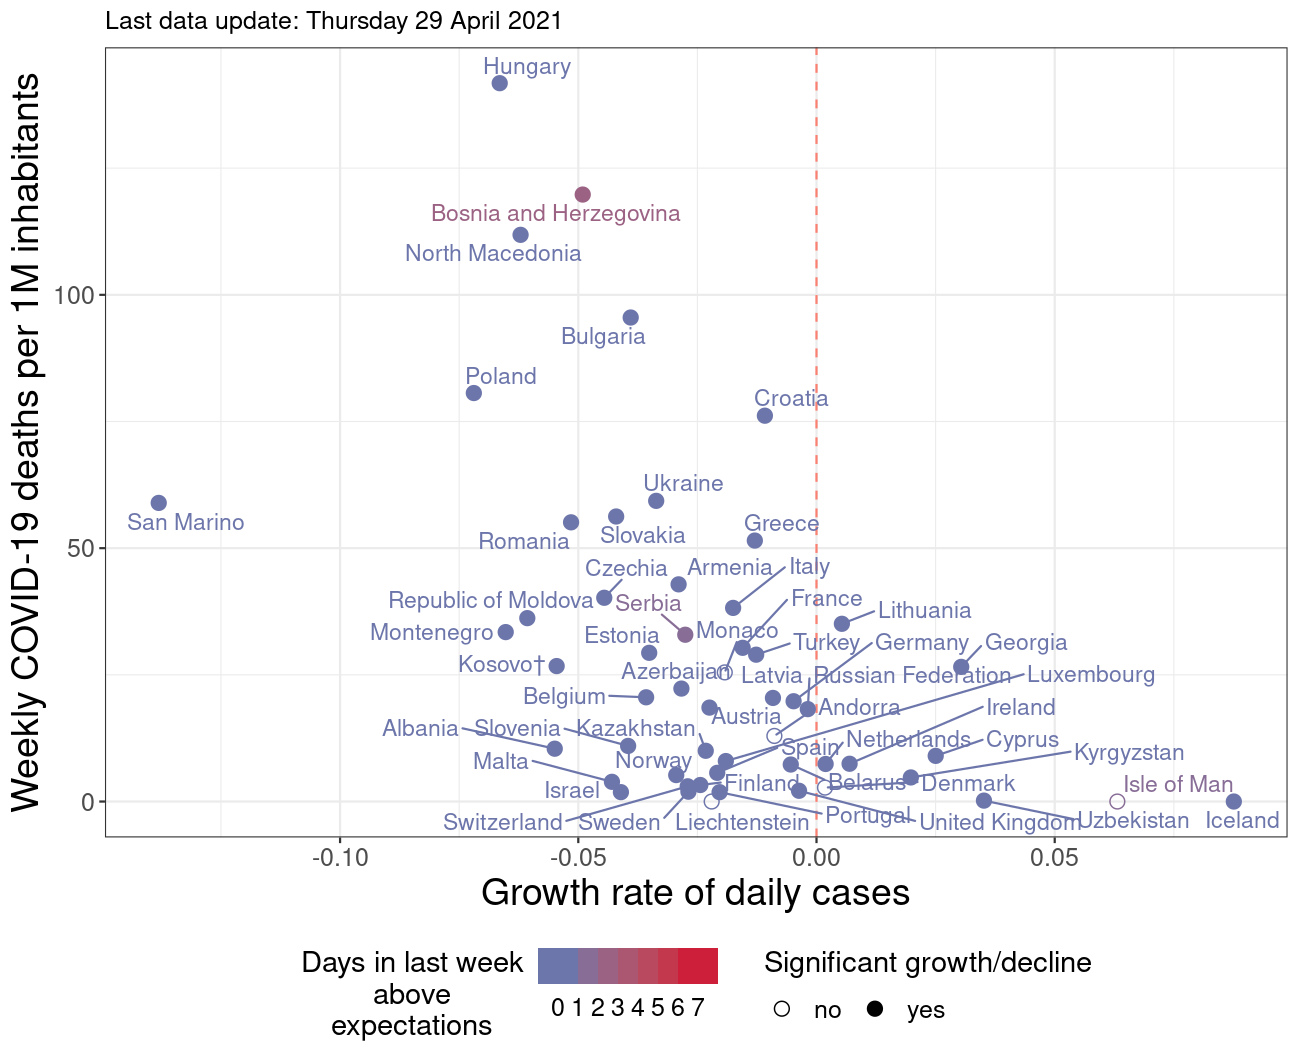 Last data update: Thursday 29 April 2021
Weekly COVID-19 deaths per 1M inhabitants
100
50
0
Hungary
Bosnia and Herzegovina
North Macedonia
Bulgaria
Poland
Croatia
Ukraine
San Marino
Greece
Slovakia
Romania
Czechia
Armenia
Italy
Republic of Moldova
Serbia
France
Lithuania
Montenegro
Estonia
Monaco
Turkey
Germany
Georgia
Kosovo†
Azerbaija
Latvia
Russian Federation
Luxembourg
Belgium
Austria
Andorra
Ireland
Albania
Slovenia
Kazakhstan
Spain
Netherlands
Cyprus
Malta
Norway
Kyrgyzstan
Israel
Finland
Belarus
Denmark
Isle of Man
Switzerland
Sweden
Liechtenstein
Portugal
United Kingdom
Uzbekistan
Iceland
-0.10
-0.05
0.00
0.05
Growth rate of daily cases
Days in last week
above
expectations
0 1 2 3 4 5 6 7
Significant growth/decline
no
yes